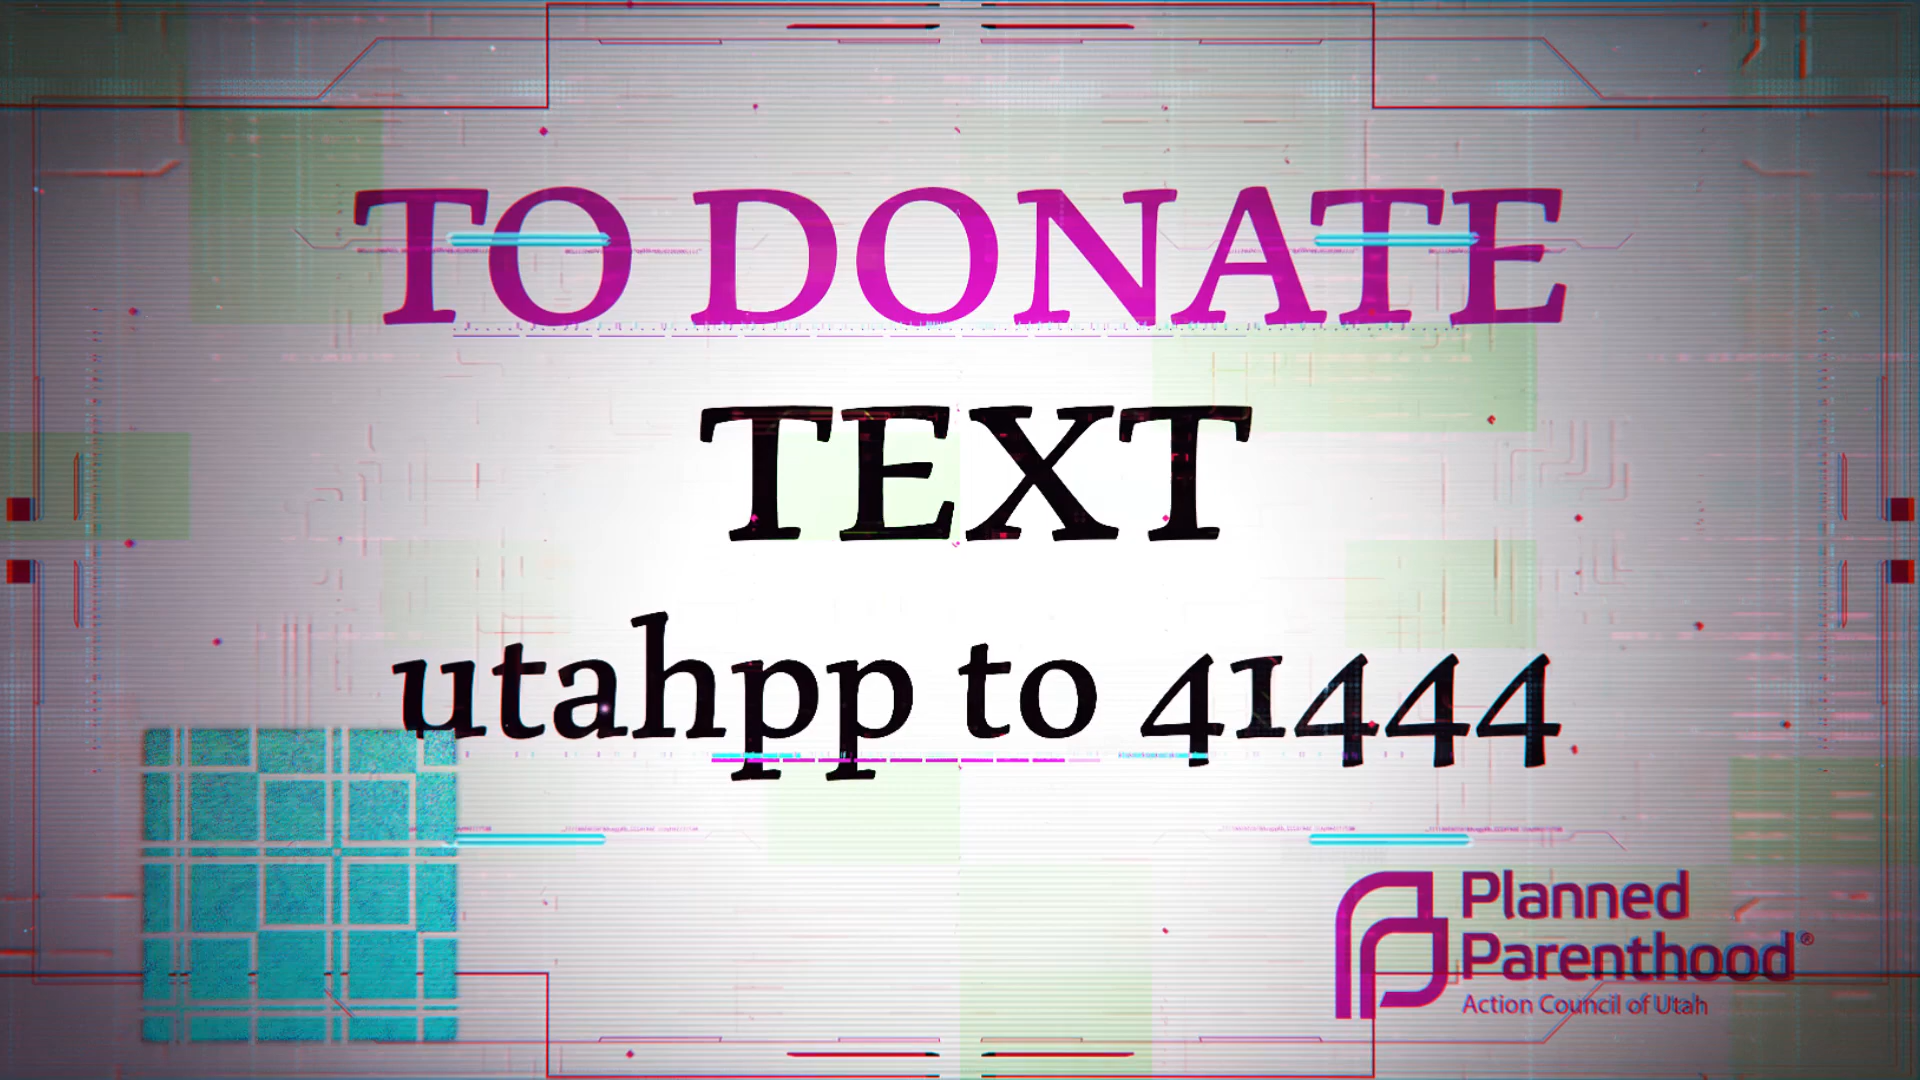 TO DONATE
TEXT
utahpp to 41444
Planned
Parenthood®
Action Council of Utah